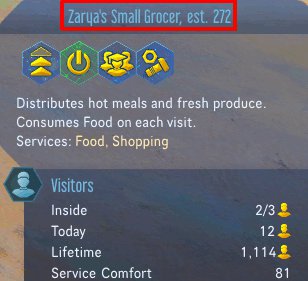 Zarya's Small Grocer, est. 272
Distributes hot meals and fresh produce.
Consumes Food on each visit.
Services: Food, Shopping
Visitors
Inside 2/3
Today 12
Lifetime 1,114
Service Comfort 81